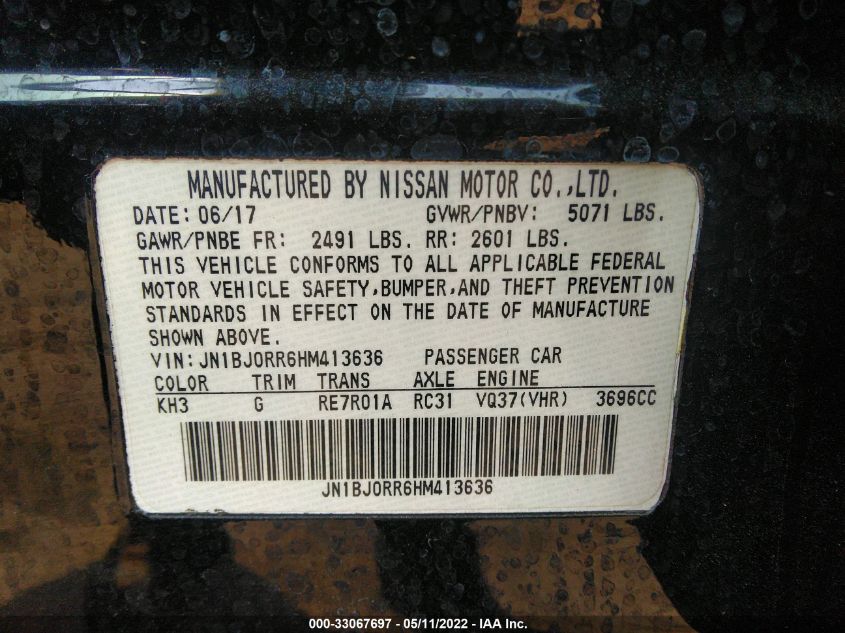 MANUFACTURED BY NISSAN MOTOR CO.,LTD.
DATE: 06/17 GVWR/PNBV: 5071 LBS.
GAWR/PNBE FR: 2491 LBS. RR: 2601 LBS.
THIS VEHICLE CONFORMS TO ALL APPLICABLE FEDERAL
MOTOR VEHICLE SAFETY,BUMPER,AND THEFT PREVENTION
STANDARDS IN EFFECT ON THE DATE OF MANUFACTURE
SHOWN ABOVE.
VIN: JN1BJ0RR6HM413636 PASSENGER CAR
COLOR TRIM TRANS AXLE ENGINE
KH3 G RE7R01A RC31 VQ37(VHR) 3696CC
JN1BJ0RR6HM413636
000-33067697 - 05/11/2022 - IAA Inc.